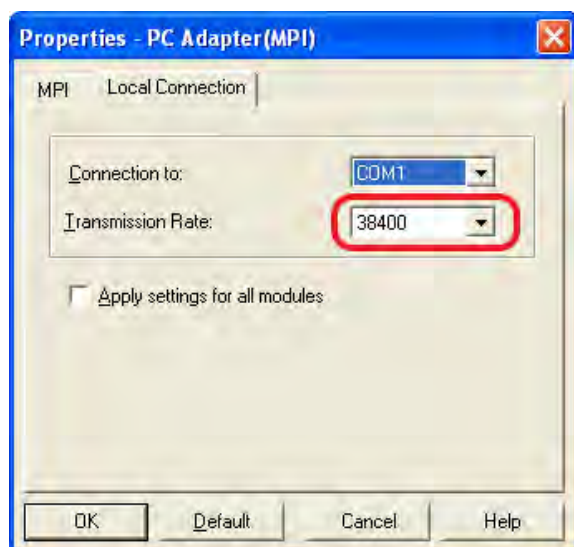 Properties - PC Adapter(MPI)
MPI Local Connection
Connection to: COM1
Transmission Rate: 38400
Apply settings for all modules
OK Default Cancel Help